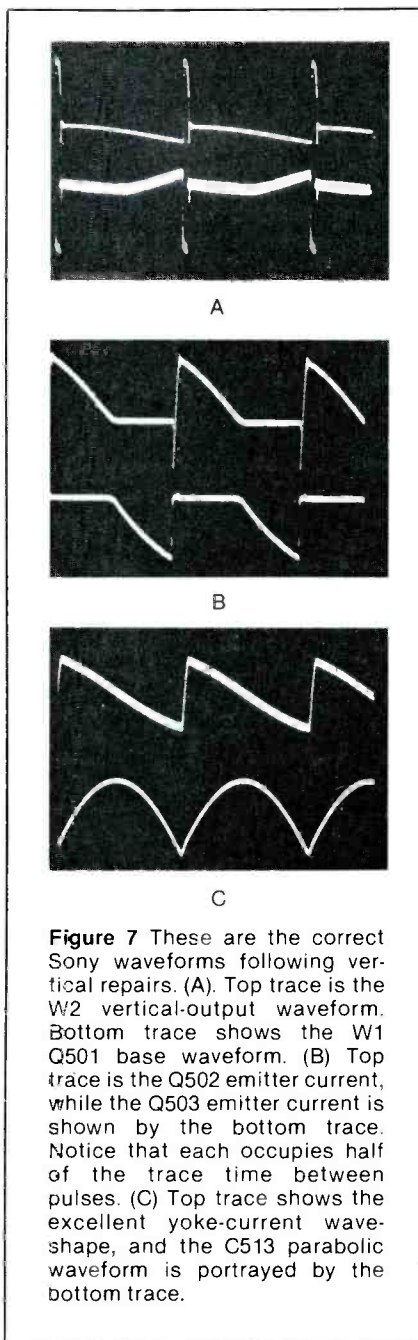 A
B
C
Figure 7 These are the correct
Sony waveforms following ver-
tical repairs. (A). Top trace is the
W2 vertical-output waveform.
Bottom trace shows the W1
Q501 base waveform. (B) Top
trace is the Q502 emitter current,
while the Q503 emitter current is
shown by the bottom trace.
Notice that each occupies half
of the trace time between
pulses. (C) Top trace shows the
excellent yoke-current wave-
shape, and the C513 parabolic
waveform is portrayed by the
bottom trace.